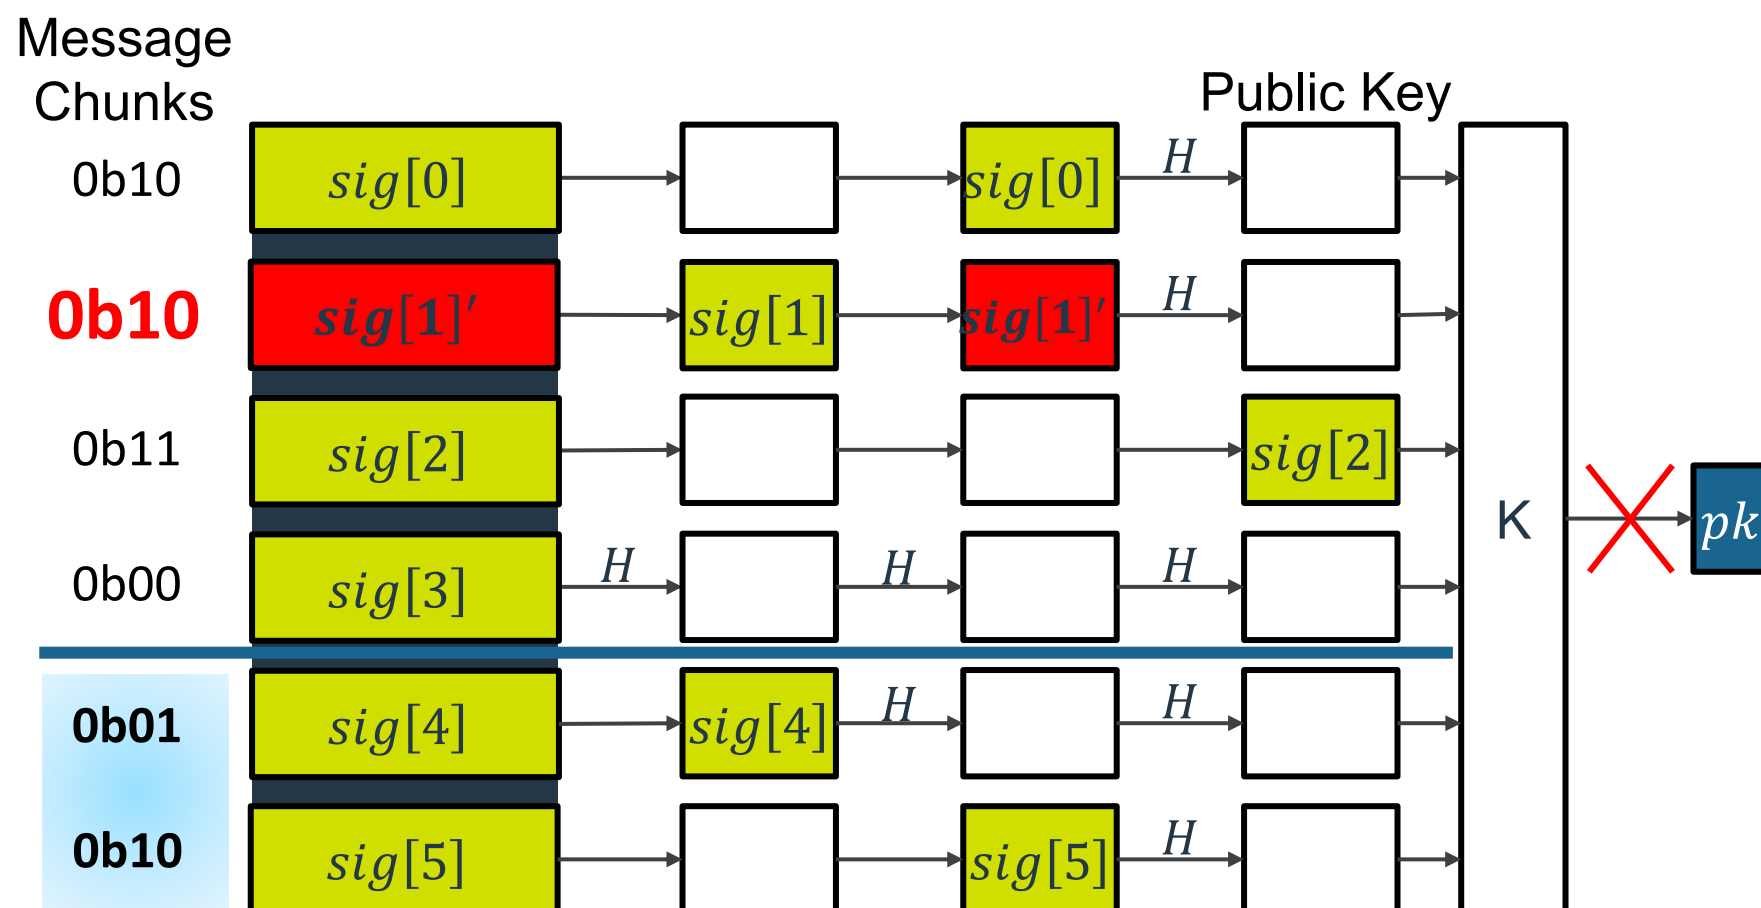 Message
Chunks
Public Key
0b10 sig[0] sig[0] H
0b10 sig[1]′ sig[1] sig[1]′ H
0b11 sig[2] sig[2]
K pk
0b00 sig[3] H H H
0b01 sig[4] sig[4] H H
0b10 sig[5] sig[5] H